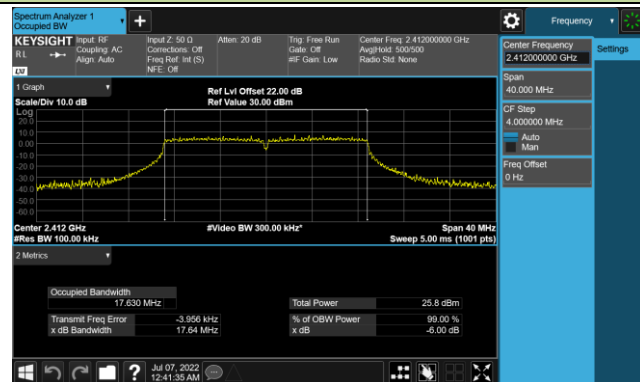 Spectrum Analyzer 1
Occupied BW
Frequency
KEYSIGHT
RL
LXI
Input: RF
Coupling: AC
Align: Auto
Input Z: 50 Ω
Corrections: Off
Freq Ref: Int (S)
NFE: Off
Atten: 20 dB
Trig: Free Run
Gate: Off
#IF Gain: Low
Center Freq: 2.412000000 GHz
Avg|Hold: 500/500
Radio Std: None
Center Frequency
2.412000000 GHz
Settings
Span
40.000 MHz
CF Step
4.000000 MHz
Auto
Man
Freq Offset
0 Hz
1 Graph
Scale/Div 10.0 dB
Ref Lvl Offset 22.00 dB
Ref Value 30.00 dBm
Log
20.0
10.0
0.00
-10.0
-20.0
-30.0
-40.0
-50.0
-60.0
Center 2.412 GHz
#Res BW 100.00 kHz
#Video BW 300.00 kHz*
Span 40 MHz
Sweep 5.00 ms (1001 pts)
2 Metrics
Occupied Bandwidth
17.630 MHz
Total Power 25.8 dBm
Transmit Freq Error -3.956 kHz
% of OBW Power 99.00 %
x dB Bandwidth 17.64 MHz
x dB -6.00 dB
Jul 07, 2022
12:41:35 AM